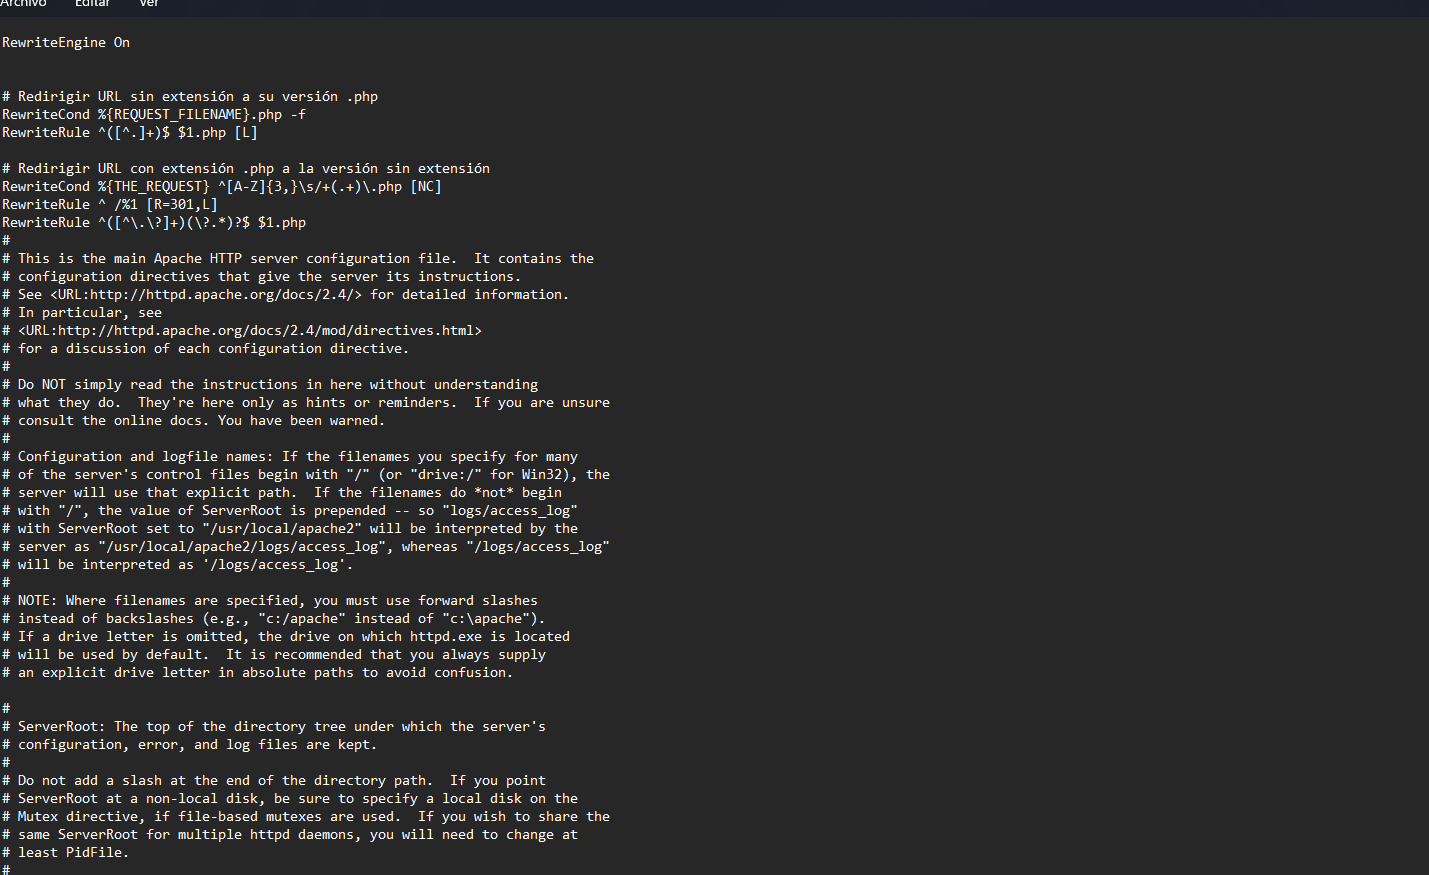 Archivo Editar Ver
RewriteEngine On
# Redirigir URL sin extensión a su versión .php
RewriteCond %{REQUEST_FILENAME}.php -f
RewriteRule ^([^.]+)$ $1.php [L]
# Redirigir URL con extensión .php a la versión sin extensión
RewriteCond %{THE_REQUEST} ^[A-Z]{3,}\s/+(.+)\.php [NC]
RewriteRule ^ /%1 [R=301,L]
RewriteRule ^([^\.\?]+)(\?.*)?$ $1.php
#
# This is the main Apache HTTP server configuration file.  It contains the
# configuration directives that give the server its instructions.
# See <URL:http://httpd.apache.org/docs/2.4/> for detailed information.
# In particular, see
# <URL:http://httpd.apache.org/docs/2.4/mod/directives.html>
# for a discussion of each configuration directive.
#
# Do NOT simply read the instructions in here without understanding
# what they do.  They're here only as hints or reminders.  If you are unsure
# consult the online docs. You have been warned.
#
# Configuration and logfile names: If the filenames you specify for many
# of the server's control files begin with "/" (or "drive:/" for Win32), the
# server will use that explicit path.  If the filenames do *not* begin
# with "/", the value of ServerRoot is prepended -- so "logs/access_log"
# with ServerRoot set to "/usr/local/apache2" will be interpreted by the
# server as "/usr/local/apache2/logs/access_log", whereas "/logs/access_log"
# will be interpreted as '/logs/access_log'.
#
# NOTE: Where filenames are specified, you must use forward slashes
# instead of backslashes (e.g., "c:/apache" instead of "c:\apache").
# If a drive letter is omitted, the drive on which httpd.exe is located
# will be used by default.  It is recommended that you always supply
# an explicit drive letter in absolute paths to avoid confusion.
#
# ServerRoot: The top of the directory tree under which the server's
# configuration, error, and log files are kept.
#
# Do not add a slash at the end of the directory path.  If you point
# ServerRoot at a non-local disk, be sure to specify a local disk on the
# Mutex directive, if file-based mutexes are used.  If you wish to share the
# same ServerRoot for multiple httpd daemons, you will need to change at
# least PidFile.
#